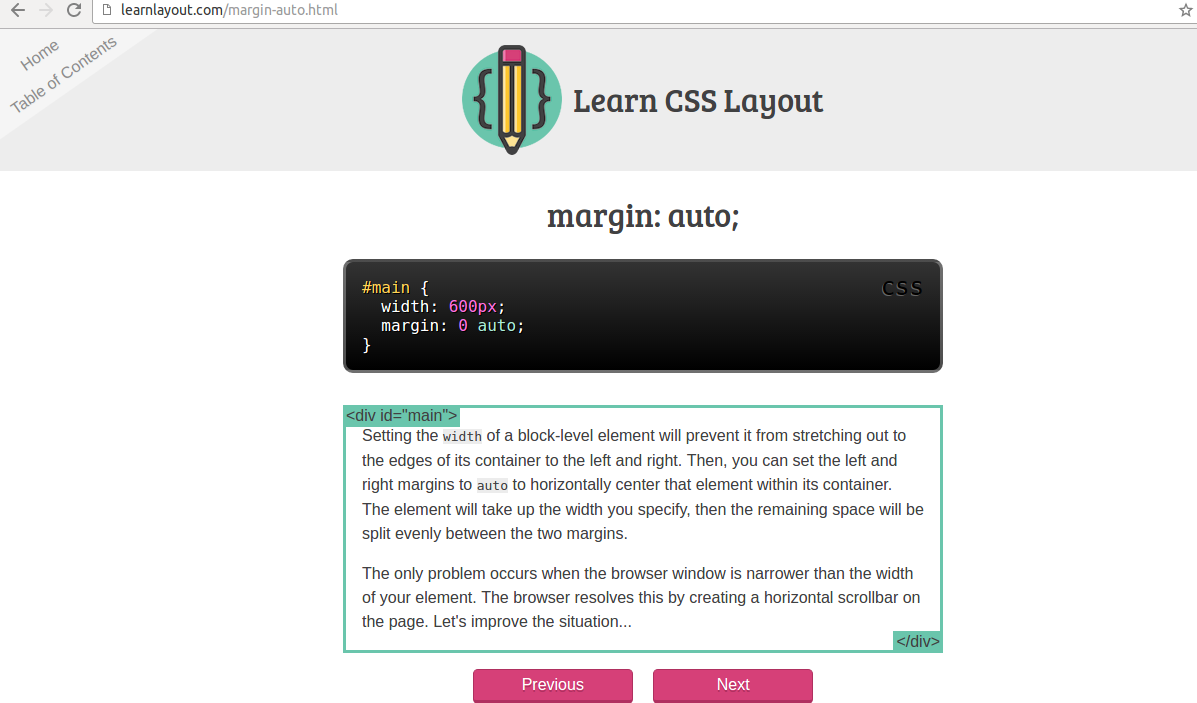 learnlayout.com/margin-auto.html
Home
Table of Contents
{ }
Learn CSS Layout
margin: auto;
CSS
#main {
  width: 600px;
  margin: 0 auto;
}
<div id="main">
Setting the width of a block-level element will prevent it from stretching out to
the edges of its container to the left and right. Then, you can set the left and
right margins to auto to horizontally center that element within its container.
The element will take up the width you specify, then the remaining space will be
split evenly between the two margins.
The only problem occurs when the browser window is narrower than the width
of your element. The browser resolves this by creating a horizontal scrollbar on
the page. Let's improve the situation...
</div>
Previous
Next